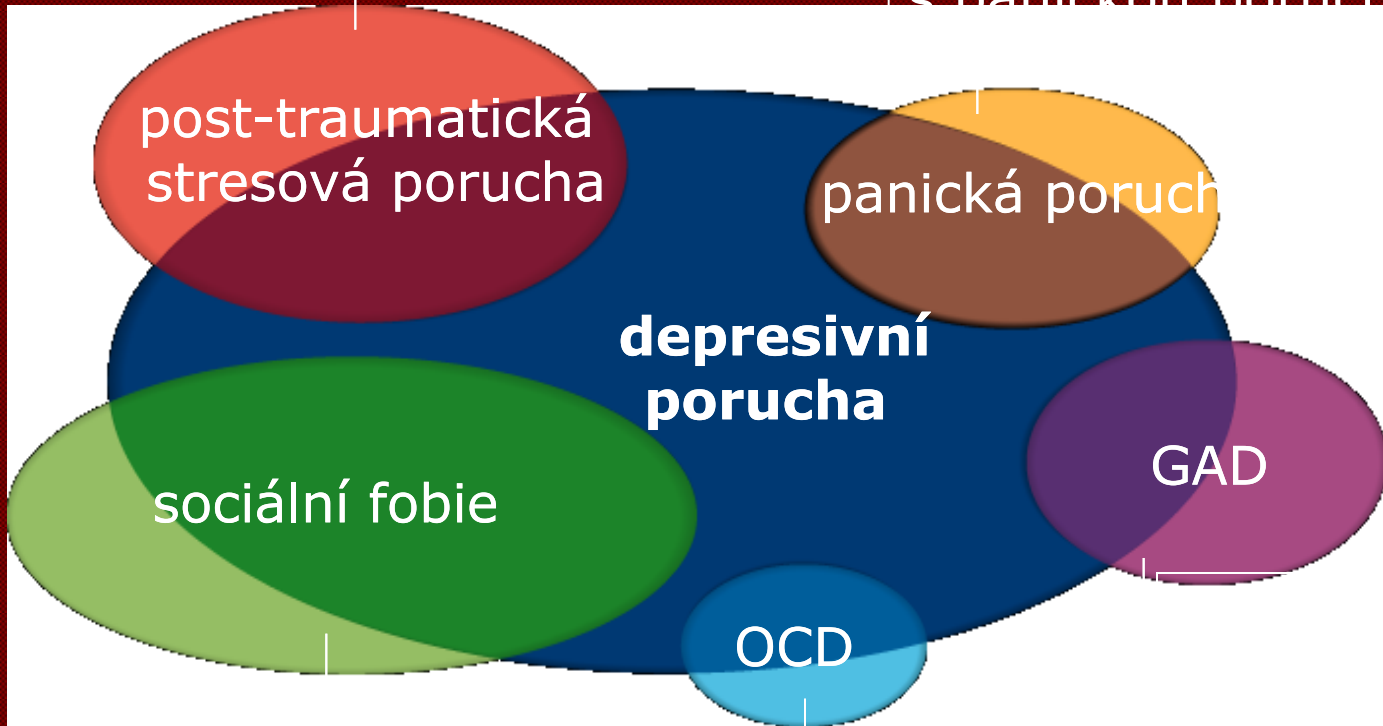 post-traumatická
stresová porucha
panická poruch
depresivní
porucha
GAD
sociální fobie
OCD